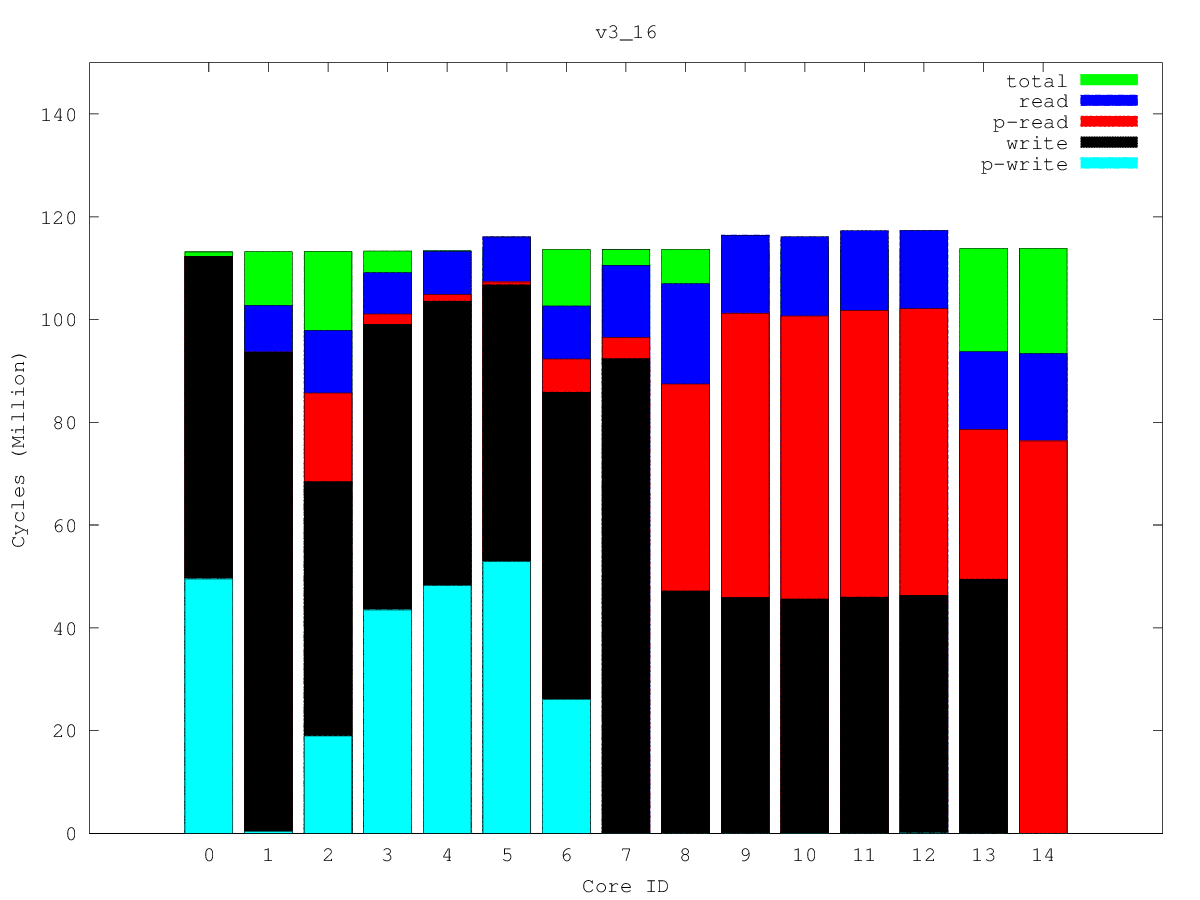 v3_16
total
read
p-read
write
p-write
140
120
100
80
60
40
20
0
Cycles (Million)
0 1 2 3 4 5 6 7 8 9 10 11 12 13 14
Core ID